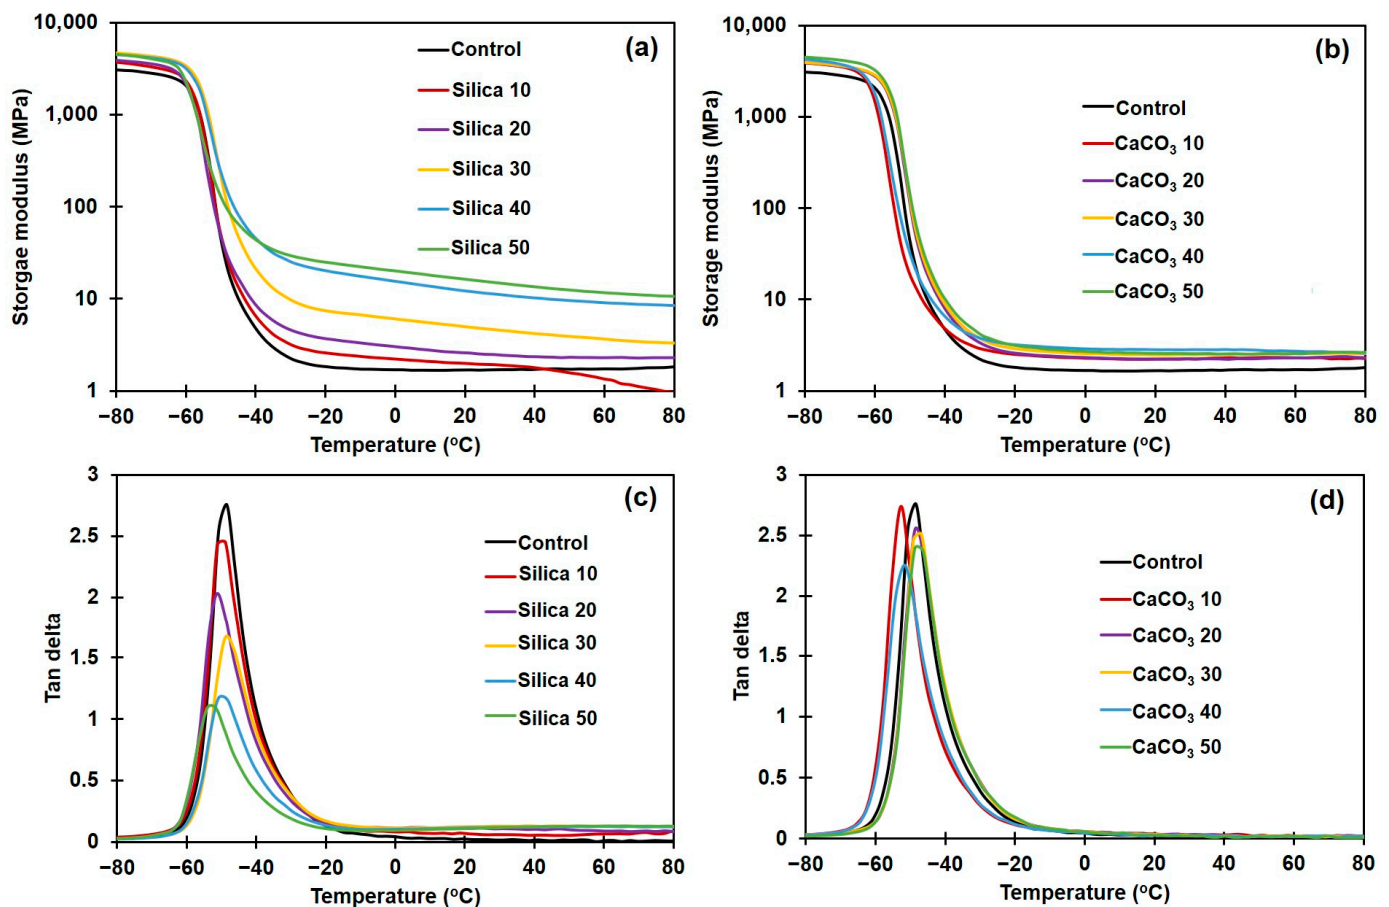 10,000
1,000
100
10
1
Storgae modulus (MPa)
(a)
Control
Silica 10
Silica 20
Silica 30
Silica 40
Silica 50
−80 −60 −40 −20 0 20 40 60 80
Temperature (oC)
10,000
1,000
100
10
1
Storage modulus (MPa)
(b)
Control
CaCO3 10
CaCO3 20
CaCO3 30
CaCO3 40
CaCO3 50
−80 −60 −40 −20 0 20 40 60 80
Temperature (oC)
3
2.5
2
1.5
1
0.5
0
Tan delta
(c)
Control
Silica 10
Silica 20
Silica 30
Silica 40
Silica 50
−80 −60 −40 −20 0 20 40 60 80
Temperature (oC)
3
2.5
2
1.5
1
0.5
0
Tan delta
(d)
Control
CaCO3 10
CaCO3 20
CaCO3 30
CaCO3 40
CaCO3 50
−80 −60 −40 −20 0 20 40 60 80
Temperature (oC)